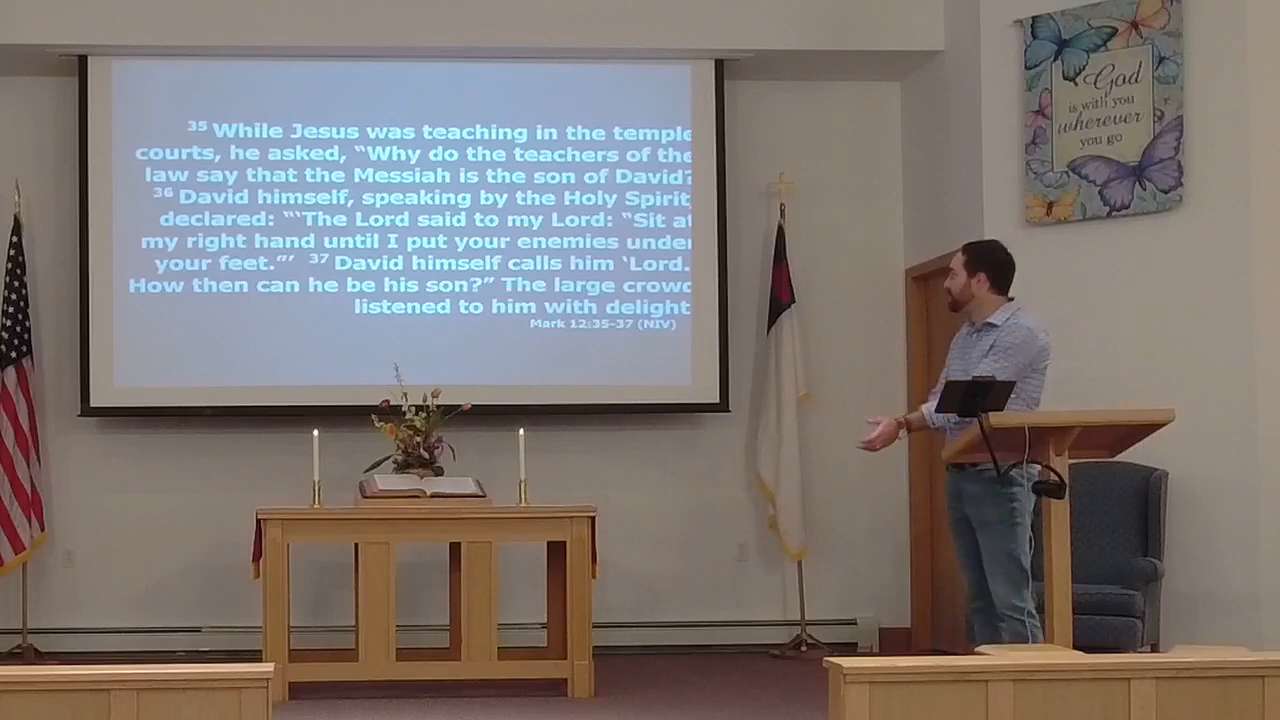 35 While Jesus was teaching in the temple
courts, he asked, “Why do the teachers of the
law say that the Messiah is the son of David?
36 David himself, speaking by the Holy Spirit
declared: “‘The Lord said to my Lord: “Sit at
my right hand until I put your enemies under
your feet.”’ 37 David himself calls him ‘Lord.
How then can he be his son?” The large crowd
listened to him with delight
Mark 12:35-37 (NIV)
God
is with you
wherever
you go